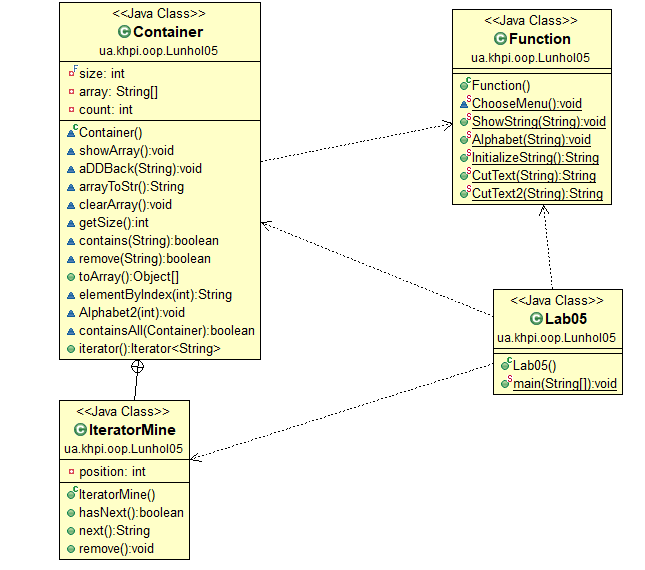 <<Java Class>>
Container
ua.khpi.oop.Lunhol05
size: int
array: String[]
count: int
Container()
showArray():void
aDDBack(String):void
arrayToStr():String
clearArray():void
getSize():int
contains(String):boolean
remove(String):boolean
toArray():Object[]
elementByIndex(int):String
Alphabet2(int):void
containsAll(Container):boolean
iterator():Iterator<String>
<<Java Class>>
Function
ua.khpi.oop.Lunhol05
Function()
ChooseMenu():void
ShowString(String):void
Alphabet(String):void
InitializeString():String
CutText(String):String
CutText2(String):String
<<Java Class>>
Lab05
ua.khpi.oop.Lunhol05
Lab05()
main(String[]):void
<<Java Class>>
IteratorMine
ua.khpi.oop.Lunhol05
position: int
IteratorMine()
hasNext():boolean
next():String
remove():void